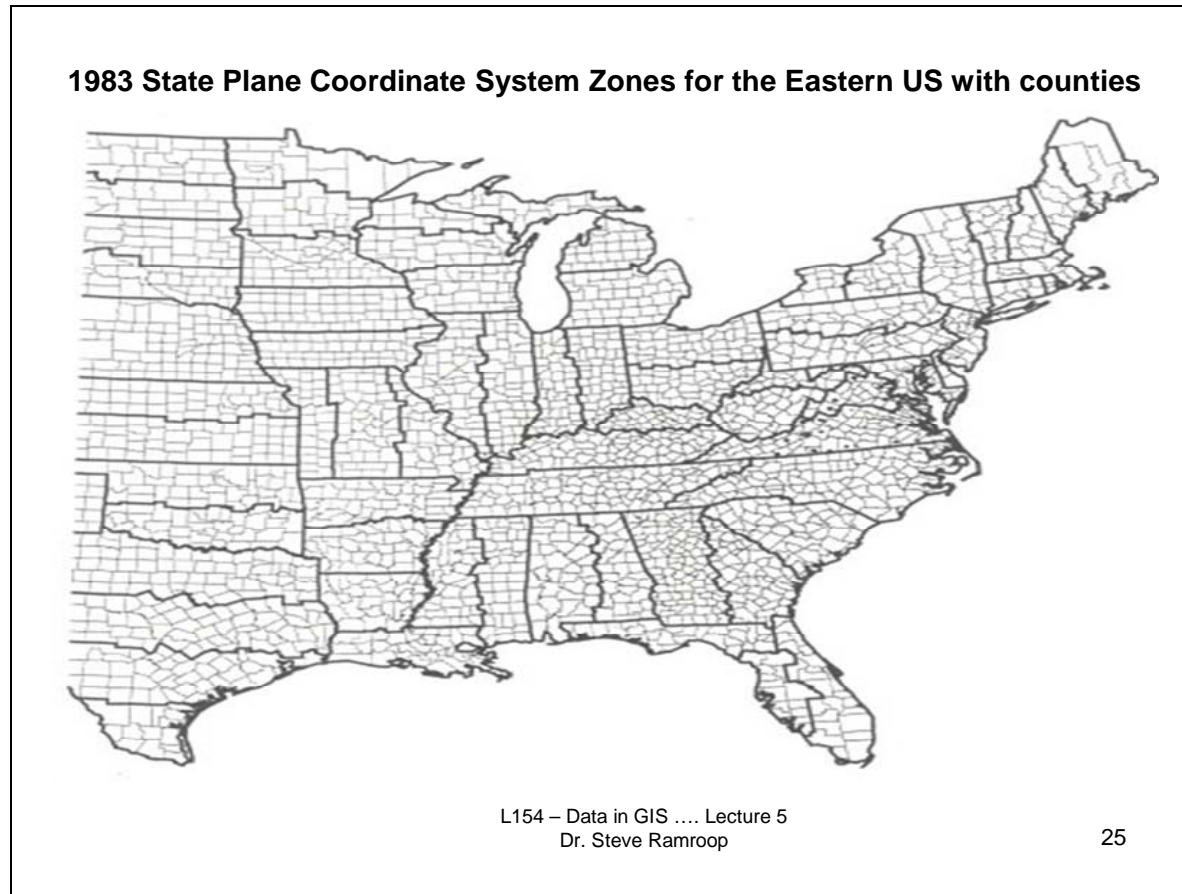 1983 State Plane Coordinate System Zones for the Eastern US with counties
L154 – Data in GIS …. Lecture 5
Dr. Steve Ramroop
25